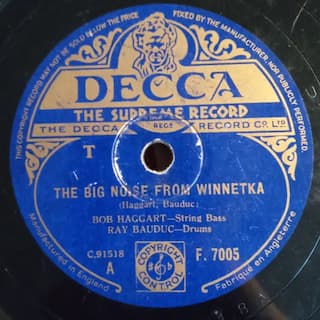 THIS COPYRIGHT RECORD MUST NOT BE SOLD BELOW THE PRICE FIXED BY THE MANUFACTURER, NOR PUBLICLY PERFORMED.
DECCA
THE SUPREME RECORD
THE DECCA REGD RECORD CO. LTD
T
THE BIG NOISE FROM WINNETKA
(Haggart, Bauduc)
BOB HAGGART—String Bass
RAY BAUDUC—Drums
C.91518
A
F. 7005
COPYRIGHT
CONTROL
Manufactured in England
Fabriqué en Angleterre